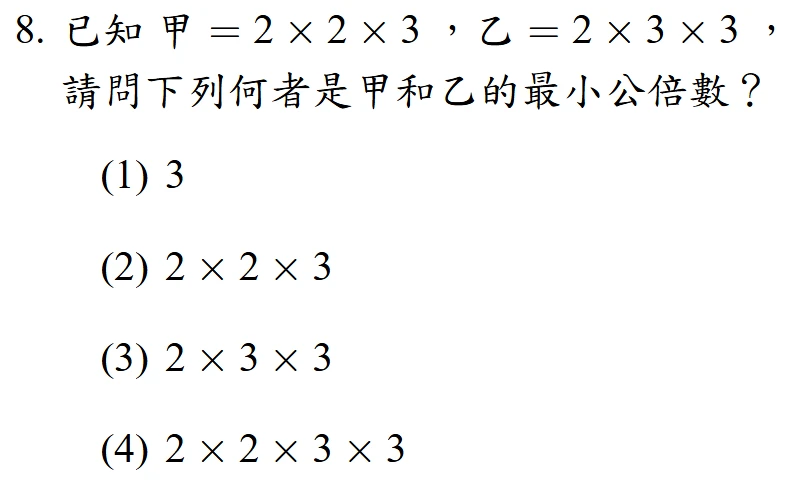 8. 已知 甲 = 2 × 2 × 3 ，乙 = 2 × 3 × 3 ，
請問下列何者是甲和乙的最小公倍數？
(1) 3
(2) 2 × 2 × 3
(3) 2 × 3 × 3
(4) 2 × 2 × 3 × 3